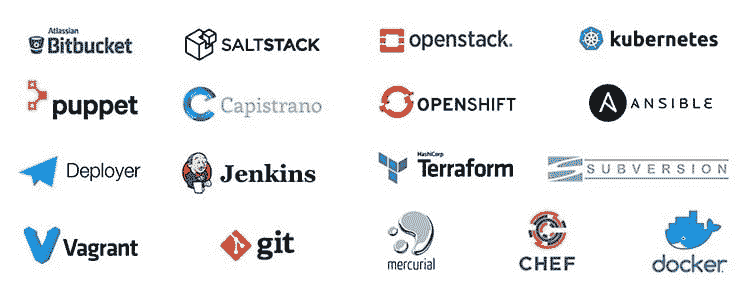 Atlassian
Bitbucket
SALTSTACK
openstack.
kubernetes
puppet
Capistrano
OPENSHIFT
ANSIBLE
Deployer
Jenkins
HashiCorp
Terraform
SUBVERSION
Vagrant
git
mercurial
CHEF
docker